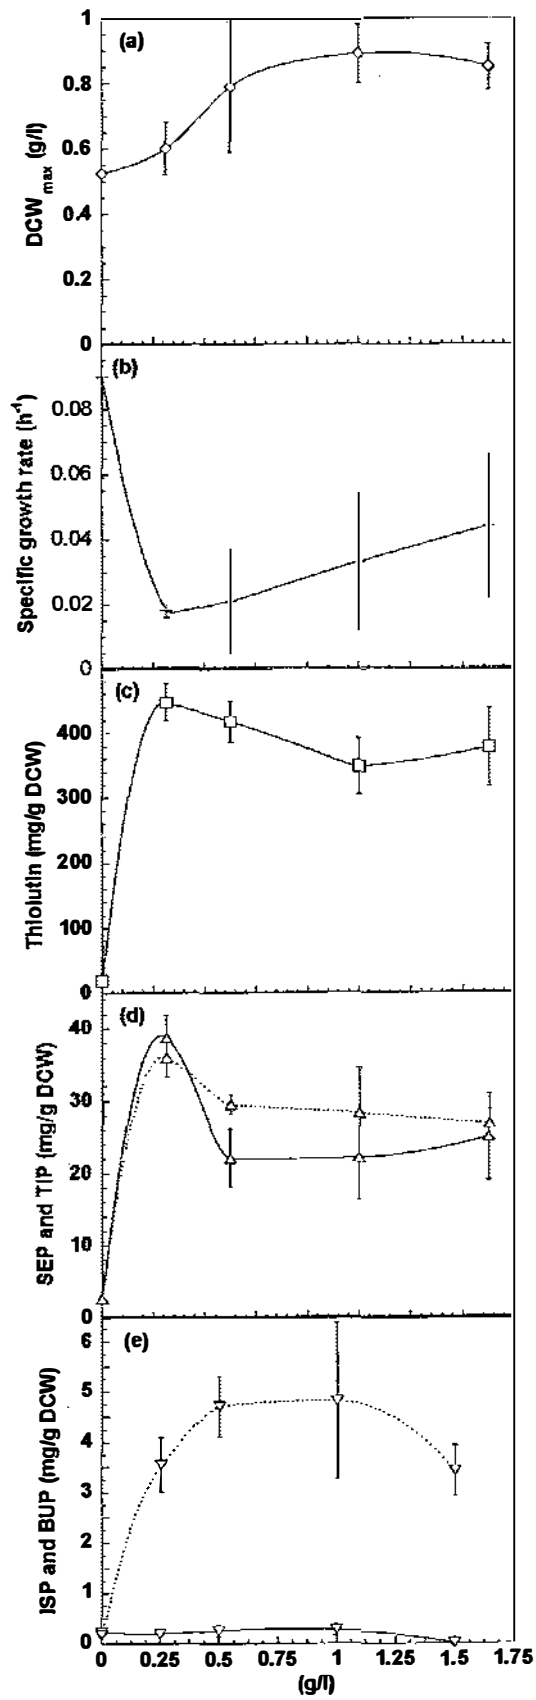 (a)
1
0.8
0.6
0.4
0.2
0
DCWmax (g/l)
(b)
0.08
0.06
0.04
0.02
0
Specific growth rate (h-1)
(c)
400
300
200
100
0
Thiolutin (mg/g DCW)
(d)
40
30
20
10
0
SEP and TIP (mg/g DCW)
(e)
6
5
4
3
2
1
0
ISP and BUP (mg/g DCW)
0 0.25 0.5 0.75 1 1.25 1.5 1.75
(g/l)